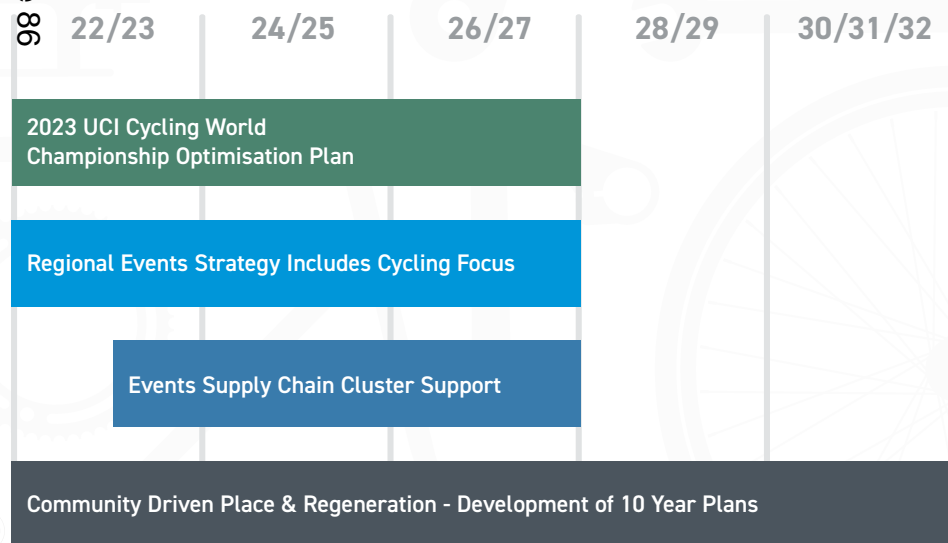 86
22/23 24/25 26/27 28/29 30/31/32
2023 UCI Cycling World
Championship Optimisation Plan
Regional Events Strategy Includes Cycling Focus
Events Supply Chain Cluster Support
Community Driven Place & Regeneration - Development of 10 Year Plans